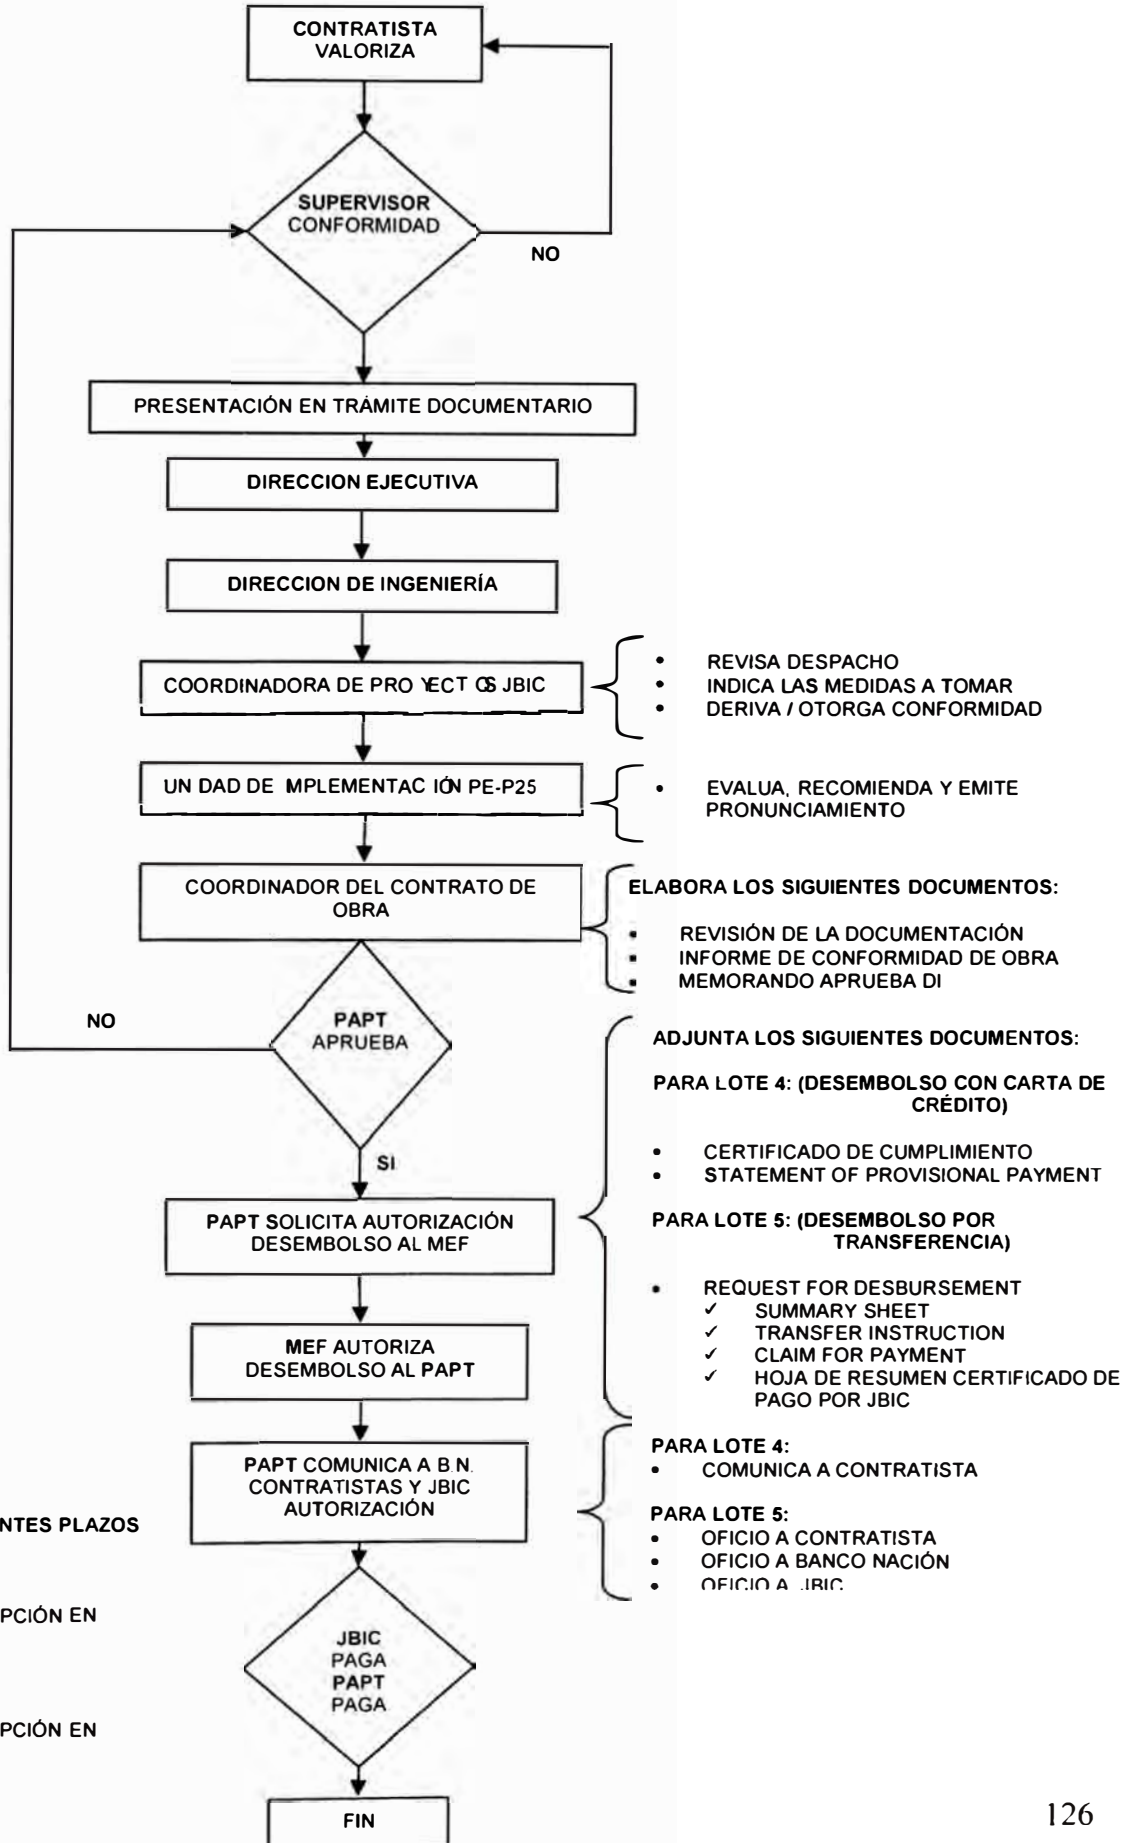 CONTRATISTA
VALORIZA
SUPERVISOR
CONFORMIDAD
NO
PRESENTACIÓN EN TRÁMITE DOCUMENTARIO
DIRECCION EJECUTIVA
DIRECCION DE INGENIERÍA
COORDINADORA DE PROYECTOS JBIC
• REVISA DESPACHO
• INDICA LAS MEDIDAS A TOMAR
• DERIVA / OTORGA CONFORMIDAD
UN DAD DE MPLEMENTAC IÓN PE-P25
• EVALUA, RECOMIENDA Y EMITE
PRONUNCIAMIENTO
COORDINADOR DEL CONTRATO DE
OBRA
ELABORA LOS SIGUIENTES DOCUMENTOS:
▪ REVISIÓN DE LA DOCUMENTACIÓN
▪ INFORME DE CONFORMIDAD DE OBRA
▪ MEMORANDO APRUEBA DI
PAPT
APRUEBA
NO
SI
ADJUNTA LOS SIGUIENTES DOCUMENTOS:
PARA LOTE 4: (DESEMBOLSO CON CARTA DE
CRÉDITO)
• CERTIFICADO DE CUMPLIMIENTO
• STATEMENT OF PROVISIONAL PAYMENT
PARA LOTE 5: (DESEMBOLSO POR
TRANSFERENCIA)
• REQUEST FOR DESBURSEMENT
✓ SUMMARY SHEET
✓ TRANSFER INSTRUCTION
✓ CLAIM FOR PAYMENT
✓ HOJA DE RESUMEN CERTIFICADO DE
PAGO POR JBIC
PAPT SOLICITA AUTORIZACIÓN
DESEMBOLSO AL MEF
MEF AUTORIZA
DESEMBOLSO AL PAPT
PAPT COMUNICA A B.N.
CONTRATISTAS Y JBIC
AUTORIZACIÓN
PARA LOTE 4:
• COMUNICA A CONTRATISTA
PARA LOTE 5:
• OFICIO A CONTRATISTA
• OFICIO A BANCO NACIÓN
• OFICIO A JBIC
NTES PLAZOS
PCIÓN EN
PCIÓN EN
JBIC
PAGA
PAPT
PAGA
FIN
126